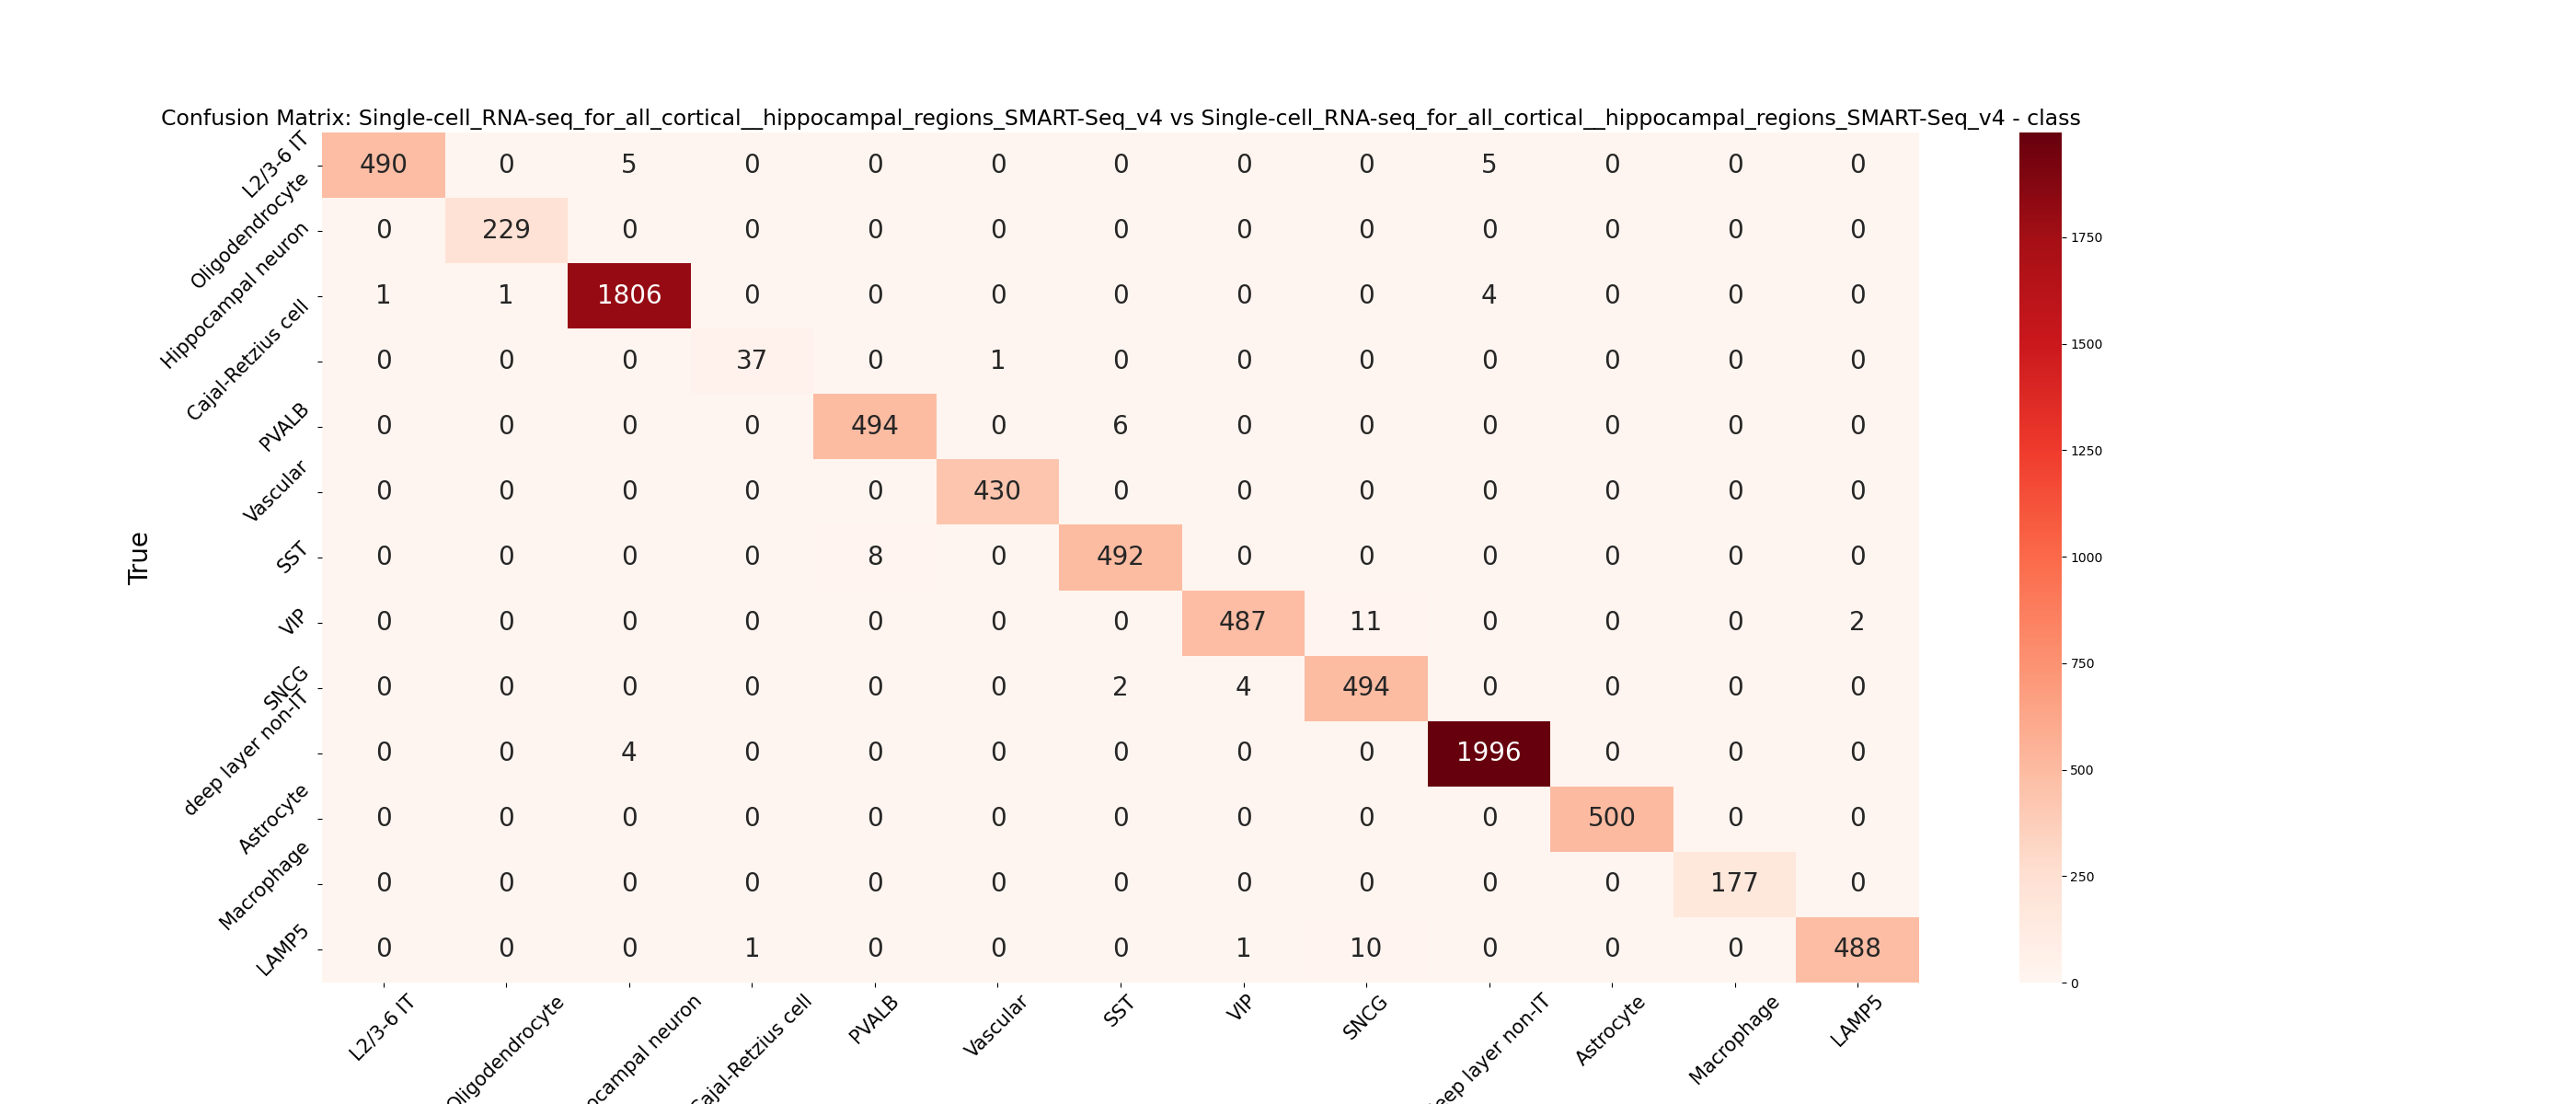 Confusion Matrix: Single-cell_RNA-seq_for_all_cortical__hippocampal_regions_SMART-Seq_v4 vs Single-cell_RNA-seq_for_all_cortical__hippocampal_regions_SMART-Seq_v4 - class
True
L2/3-6 IT 490 0 5 0 0 0 0 0 0 5 0 0 0
Oligodendrocyte 0 229 0 0 0 0 0 0 0 0 0 0 0
Hippocampal neuron 1 1 1806 0 0 0 0 0 0 4 0 0 0
Cajal-Retzius cell 0 0 0 37 0 1 0 0 0 0 0 0 0
PVALB 0 0 0 0 494 0 6 0 0 0 0 0 0
Vascular 0 0 0 0 0 430 0 0 0 0 0 0 0
SST 0 0 0 0 8 0 492 0 0 0 0 0 0
VIP 0 0 0 0 0 0 0 487 11 0 0 0 2
SNCG 0 0 0 0 0 0 2 4 494 0 0 0 0
deep layer non-IT 0 0 4 0 0 0 0 0 0 1996 0 0 0
Astrocyte 0 0 0 0 0 0 0 0 0 0 500 0 0
Macrophage 0 0 0 0 0 0 0 0 0 0 0 177 0
LAMP5 0 0 0 1 0 0 0 1 10 0 0 0 488
L2/3-6 IT
Oligodendrocyte
ocampal neuron
Cajal-Retzius cell
PVALB
Vascular
SST
VIP
SNCG
eep layer non-IT
Astrocyte
Macrophage
LAMP5
1750
1500
1250
1000
750
500
250
0